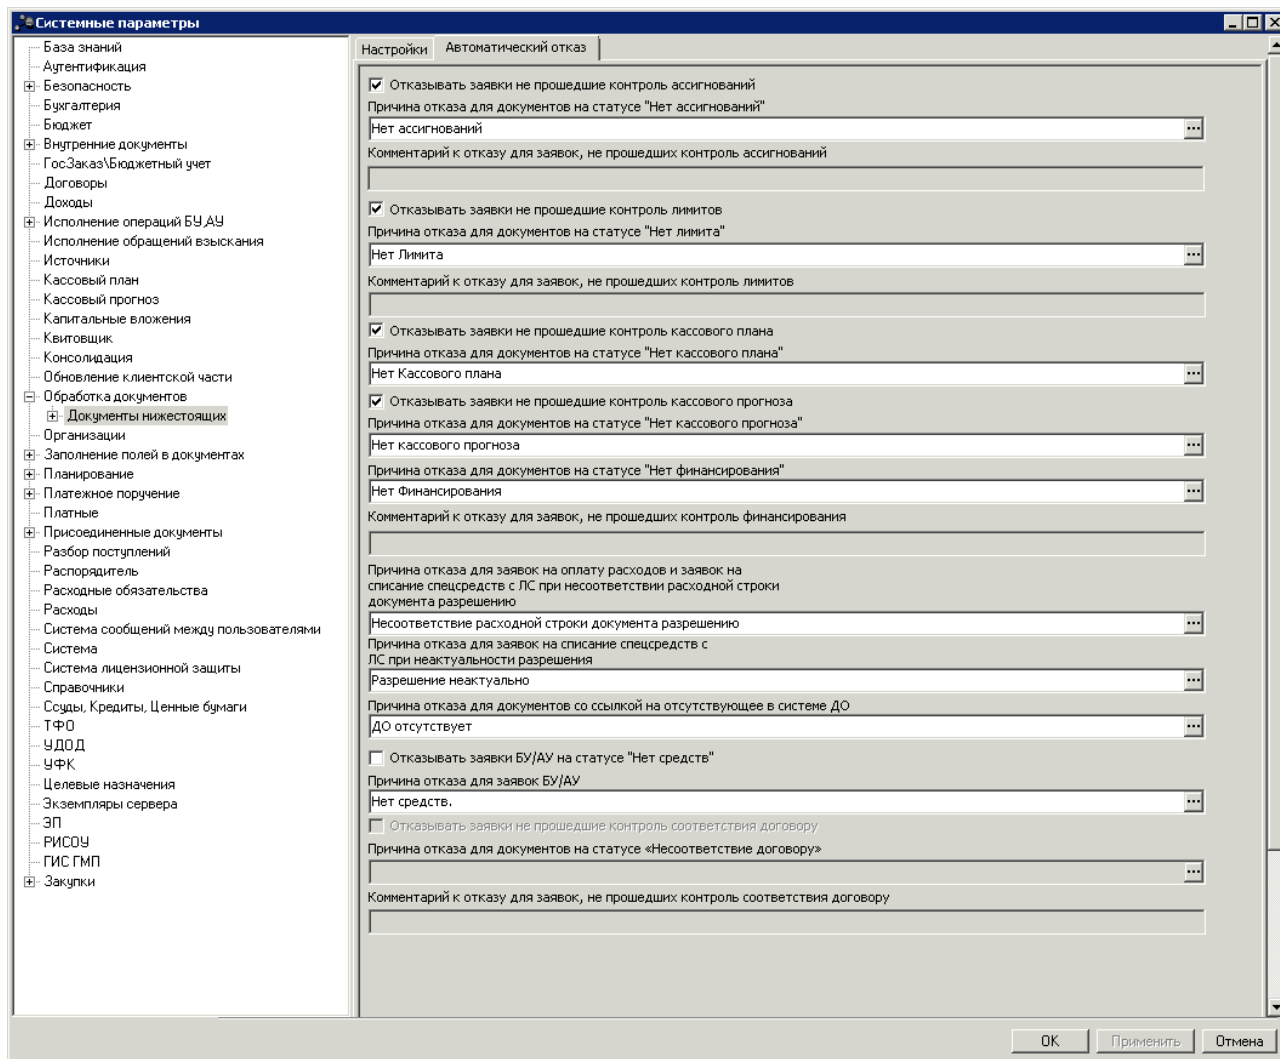 Системные параметры
База знаний
Аутентификация
Безопасность
Бухгалтерия
Бюджет
Внутренние документы
ГосЗаказ\Бюджетный учет
Договоры
Доходы
Исполнение операций БУ,АУ
Исполнение обращений взыскания
Источники
Кассовый план
Кассовый прогноз
Капитальные вложения
Квитовщик
Консолидация
Обновление клиентской части
Обработка документов
Документы нижестоящих
Организации
Заполнение полей в документах
Планирование
Платежное поручение
Платные
Присоединенные документы
Разбор поступлений
Распорядитель
Расходные обязательства
Расходы
Система сообщений между пользователями
Система
Система лицензионной защиты
Справочники
Ссуды, Кредиты, Ценные бумаги
ТФО
УДОД
УФК
Целевые назначения
Экземпляры сервера
ЭП
РИСОУ
ГИС ГМП
Закупки
Настройки
Автоматический отказ
Отказывать заявки не прошедшие контроль ассигнований
Причина отказа для документов на статусе "Нет ассигнований"
Нет ассигнований
...
Комментарий к отказу для заявок, не прошедших контроль ассигнований
Отказывать заявки не прошедшие контроль лимитов
Причина отказа для документов на статусе "Нет лимита"
Нет Лимита
...
Комментарий к отказу для заявок, не прошедших контроль лимитов
Отказывать заявки не прошедшие контроль кассового плана
Причина отказа для документов на статусе "Нет кассового плана"
Нет Кассового плана
...
Отказывать заявки не прошедшие контроль кассового прогноза
Причина отказа для документов на статусе "Нет кассового прогноза"
Нет кассового прогноза
...
Причина отказа для документов на статусе "Нет финансирования"
Нет Финансирования
...
Комментарий к отказу для заявок, не прошедших контроль финансирования
Причина отказа для заявок на оплату расходов и заявок на
списание спецсредств с ЛС при несоответствии расходной строки
документа разрешению
Несоответствие расходной строки документа разрешению
...
Причина отказа для заявок на списание спецсредств с
ЛС при неактуальности разрешения
Разрешение неактуально
...
Причина отказа для документов со ссылкой на отсутствующее в системе ДО
ДО отсутствует
...
Отказывать заявки БУ/АУ на статусе "Нет средств"
Причина отказа для заявок БУ/АУ
Нет средств.
...
Отказывать заявки не прошедшие контроль соответствия договору
Причина отказа для документов на статусе «Несоответствие договору»
...
Комментарий к отказу для заявок, не прошедших контроль соответствия договору
OK
Применить
Отмена